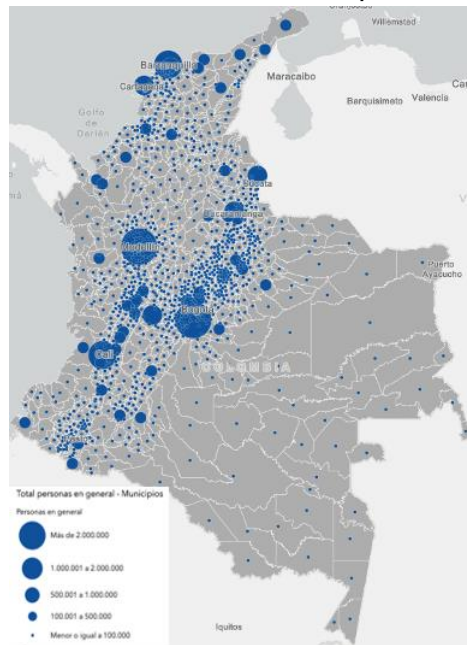 Willemstad
Barranquilla
Maracaibo
Cartagena
Barquisimeto
Valencia
Golfo
de
Darién
Cúcuta
Bucaramanga
Medellín
Puerto
Ayacucho
Bogotá
Cali
COLOMBIA
Pasto
Total personas en general - Municipios
Personas en general
Más de 2.000.000
1.000.001 a 2.000.000
500.001 a 1.000.000
100.001 a 500.000
Menor o igual a 100.000
Iquitos